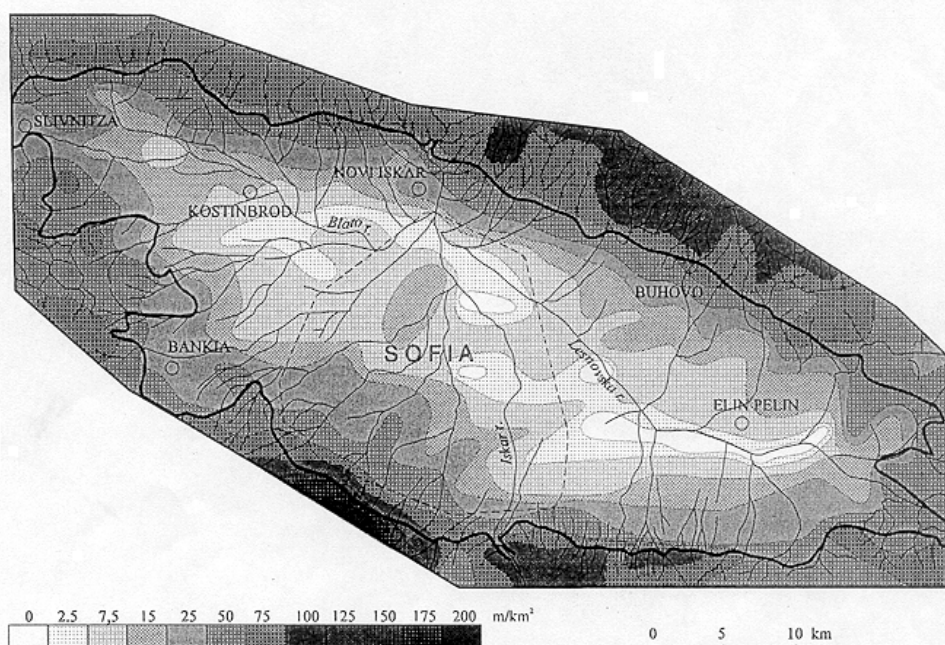 SLIVNITZA
NOVI ISKAR
KOSTINBROD
Blato r.
BUHOVO
BANKIA
SOFIA
Lesnovska r.
ELIN PELIN
Iskar r.
0 2.5 7,5 15 25 50 75 100 125 150 175 200 m/km²
0 5 10 km